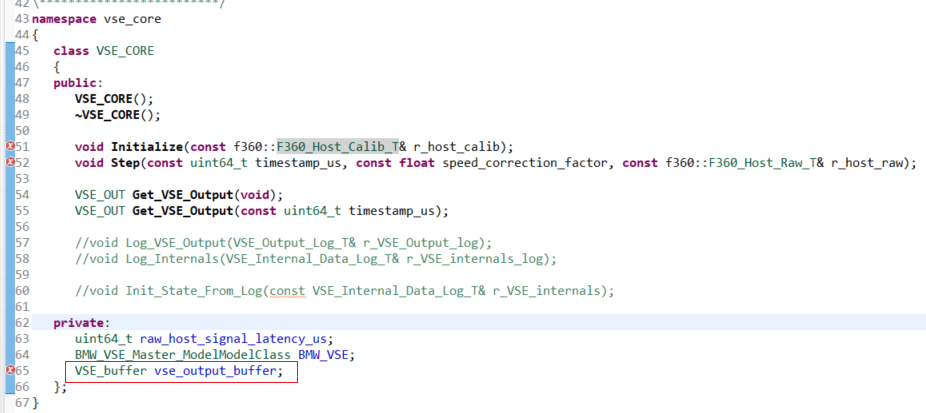 42 \*************************/
43 namespace vse_core
44 {
45 class VSE_CORE
46 {
47 public:
48 VSE_CORE();
49 ~VSE_CORE();
50
51 void Initialize(const f360::F360_Host_Calib_T& r_host_calib);
52 void Step(const uint64_t timestamp_us, const float speed_correction_factor, const f360::F360_Host_Raw_T& r_host_raw);
53
54 VSE_OUT Get_VSE_Output(void);
55 VSE_OUT Get_VSE_Output(const uint64_t timestamp_us);
56
57 //void Log_VSE_Output(VSE_Output_Log_T& r_VSE_Output_log);
58 //void Log_Internals(VSE_Internal_Data_Log_T& r_VSE_internals_log);
59
60 //void Init_State_From_Log(const VSE_Internal_Data_Log_T& r_VSE_internals);
61
62 private:
63 uint64_t raw_host_signal_latency_us;
64 BMW_VSE_Master_ModelModelClass BMW_VSE;
65 VSE_buffer vse_output_buffer;
66 };
67 }